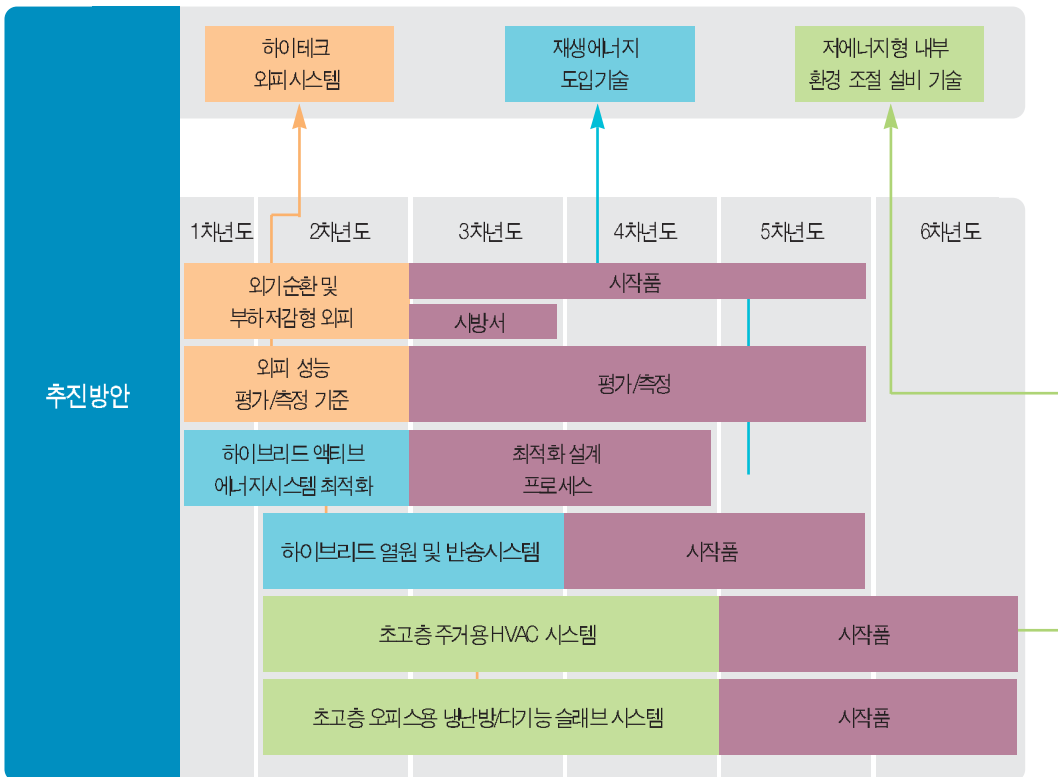 하이테크
외피시스템
재생에너지
도입기술
저에너지형 내부
환경 조절 설비 기술
1차년도
2차년도
3차년도
4차년도
5차년도
6차년도
추진방안
외기순환 및
부하저감형 외피
시작품
시방서
외피 성능
평가/측정 기준
평가/측정
하이브리드 액티브
에너지시스템 최적화
최적화 설계
프로세스
하이브리드 열원 및 반송시스템
시작품
초고층 주거용 HVAC 시스템
시작품
초고층 오피스용 냉난방/다기능 슬래브 시스템
시작품